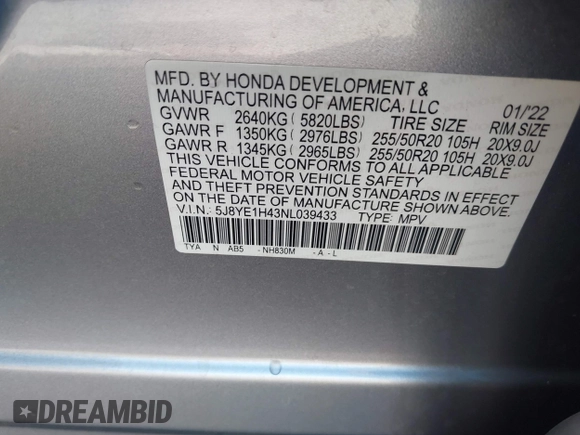 MFD. BY HONDA DEVELOPMENT &
MANUFACTURING OF AMERICA, LLC 01/'22
GVWR 2640KG ( 5820LBS) TIRE SIZE RIM SIZE
GAWR F 1350KG ( 2976LBS) 255/50R20 105H 20X9.0J
GAWR R 1345KG ( 2965LBS) 255/50R20 105H 20X9.0J
THIS VEHICLE CONFORMS TO ALL APPLICABLE
FEDERAL MOTOR VEHICLE SAFETY
AND THEFT PREVENTION STANDARDS IN EFFECT
ON THE DATE OF MANUFACTURE SHOWN ABOVE.
V.I.N.: 5J8YE1H43NL039433 TYPE: MPV
TYA N AB5 - NH830M - A - L
DREAMBID